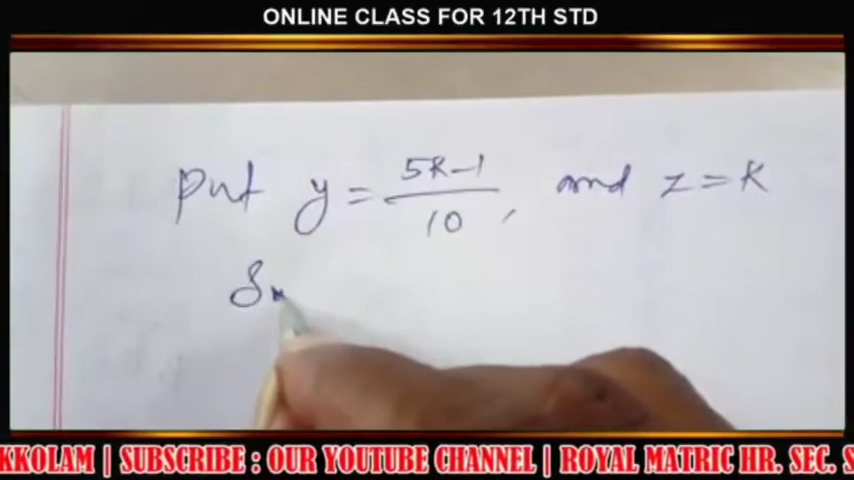 ONLINE CLASS FOR 12TH STD
Put y = \frac{5k-1}{10}, and z = k
KKOLAM | SUBSCRIBE : OUR YOUTUBE CHANNEL | ROYAL MATRIC HR. SEC. S